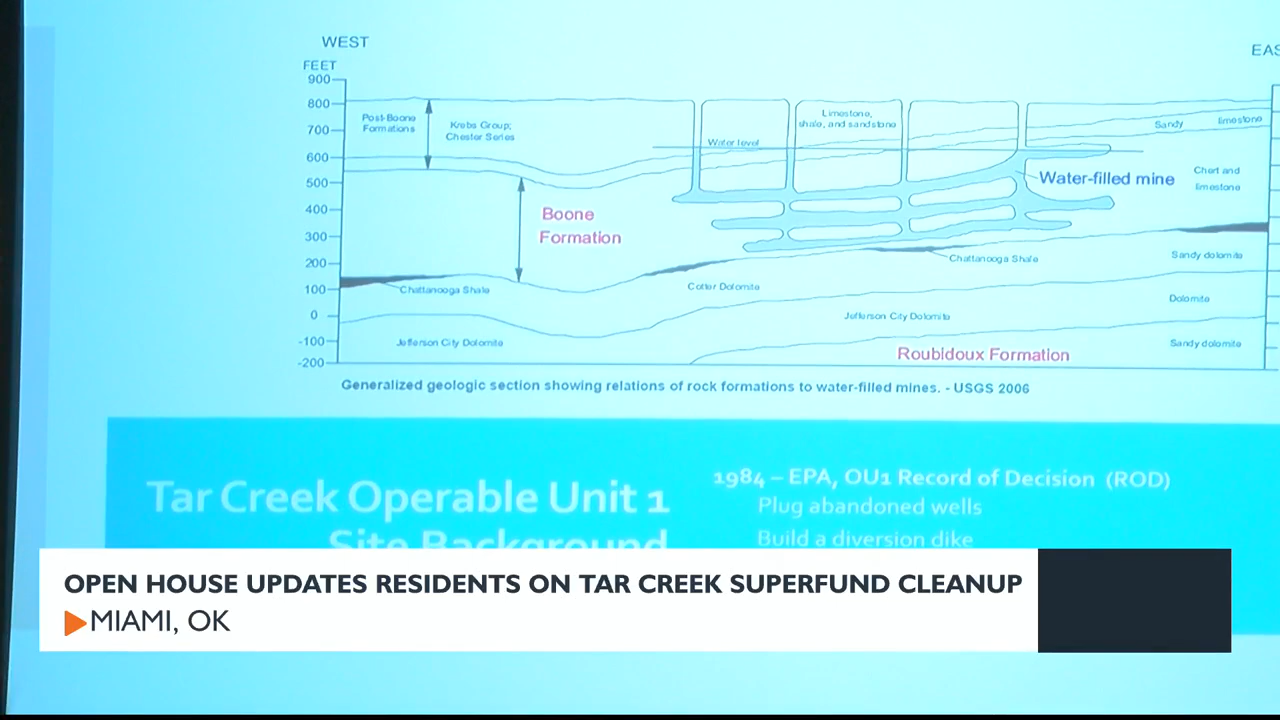 WEST
EAS
FEET
900
800
700
600
500
400
300
200
100
0
-100
-200
Post-Boone
Formations
Krebs Group;
Chester Series
Limestone,
shale, and sandstone
Sandy limestone
Water level
Water-filled mine
Chert and
limestone
Boone
Formation
Chattanooga Shale
Chattanooga Shale
Sandy dolomite
Cotter Dolomite
Dolomite
Jefferson City Dolomite
Jefferson City Dolomite
Sandy dolomite
Roubidoux Formation
Generalized geologic section showing relations of rock formations to water-filled mines. - USGS 2006
Tar Creek Operable Unit 1
Site Background
1984 – EPA, OU1 Record of Decision (ROD)
Plug abandoned wells
Build a diversion dike
OPEN HOUSE UPDATES RESIDENTS ON TAR CREEK SUPERFUND CLEANUP
MIAMI, OK